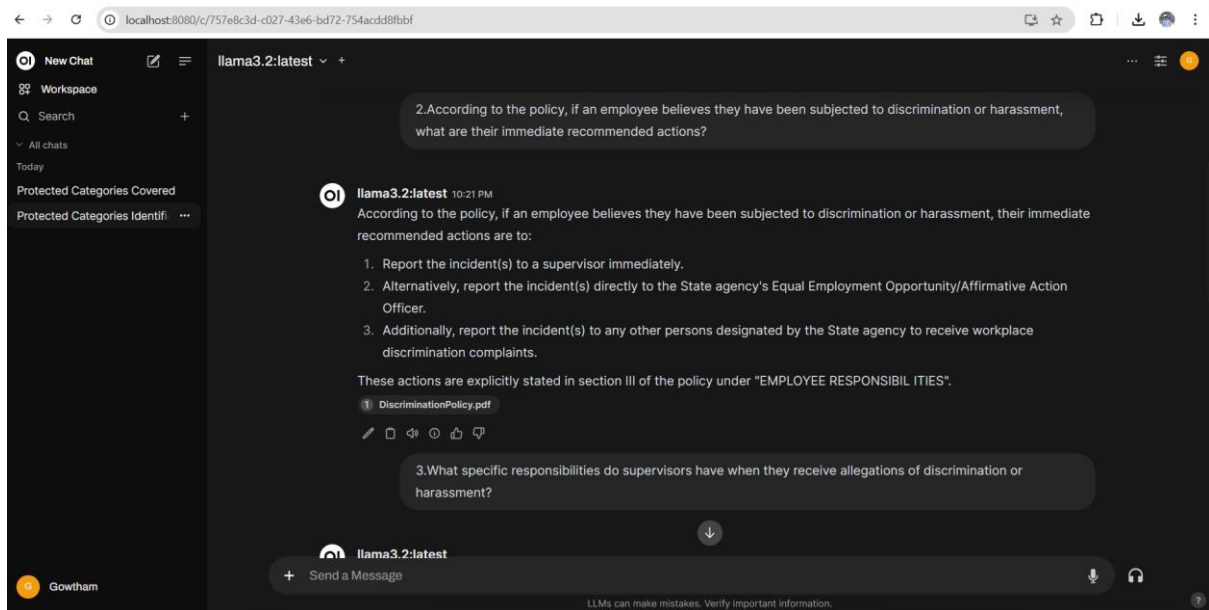 localhost:8080/c/757e8c3d-c027-43e6-bd72-754acdd8fbbf
OI New Chat
Workspace
Search
All chats
Today
Protected Categories Covered
Protected Categories Identifi
G Gowtham
llama3.2:latest
G
2.According to the policy, if an employee believes they have been subjected to discrimination or harassment,
what are their immediate recommended actions?
OI llama3.2:latest 10:21 PM
According to the policy, if an employee believes they have been subjected to discrimination or harassment, their immediate
recommended actions are to:
1. Report the incident(s) to a supervisor immediately.
2. Alternatively, report the incident(s) directly to the State agency's Equal Employment Opportunity/Affirmative Action
Officer.
3. Additionally, report the incident(s) to any other persons designated by the State agency to receive workplace
discrimination complaints.
These actions are explicitly stated in section III of the policy under "EMPLOYEE RESPONSIBIL ITIES".
1 DiscriminationPolicy.pdf
3.What specific responsibilities do supervisors have when they receive allegations of discrimination or
harassment?
OI llama3.2:latest
Send a Message
LLMs can make mistakes. Verify important information.
?